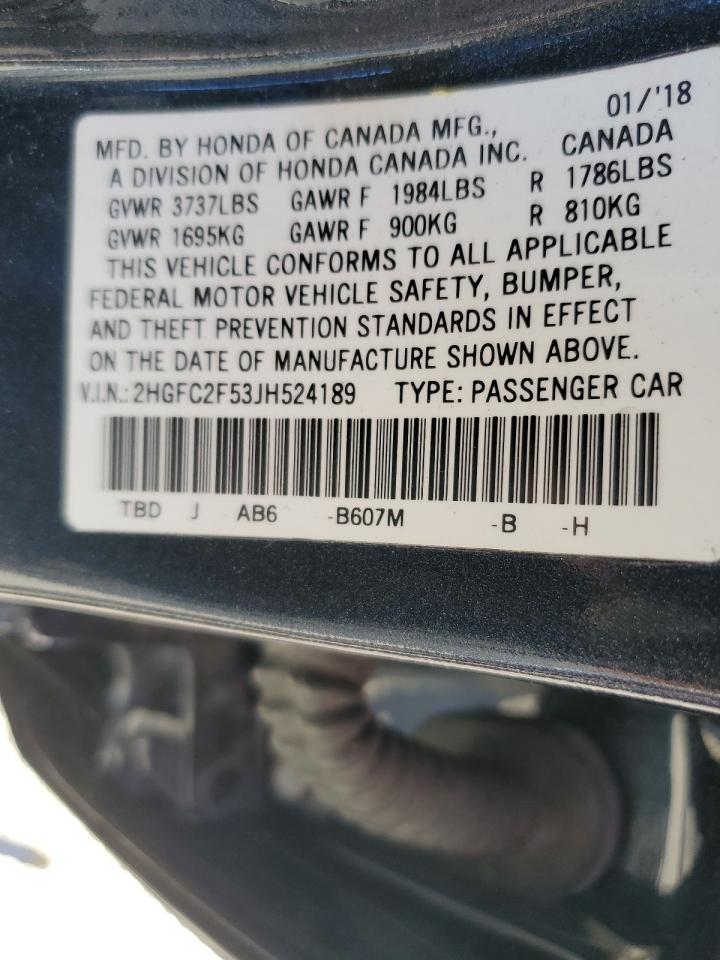 01/'18
MFD. BY HONDA OF CANADA MFG., CANADA
A DIVISION OF HONDA CANADA INC.
GVWR 3737LBS GAWR F 1984LBS R 1786LBS
GVWR 1695KG GAWR F 900KG R 810KG
THIS VEHICLE CONFORMS TO ALL APPLICABLE
FEDERAL MOTOR VEHICLE SAFETY, BUMPER,
AND THEFT PREVENTION STANDARDS IN EFFECT
ON THE DATE OF MANUFACTURE SHOWN ABOVE.
V.I.N.: 2HGFC2F53JH524189 TYPE: PASSENGER CAR
TBD J AB6 -B607M -B -H